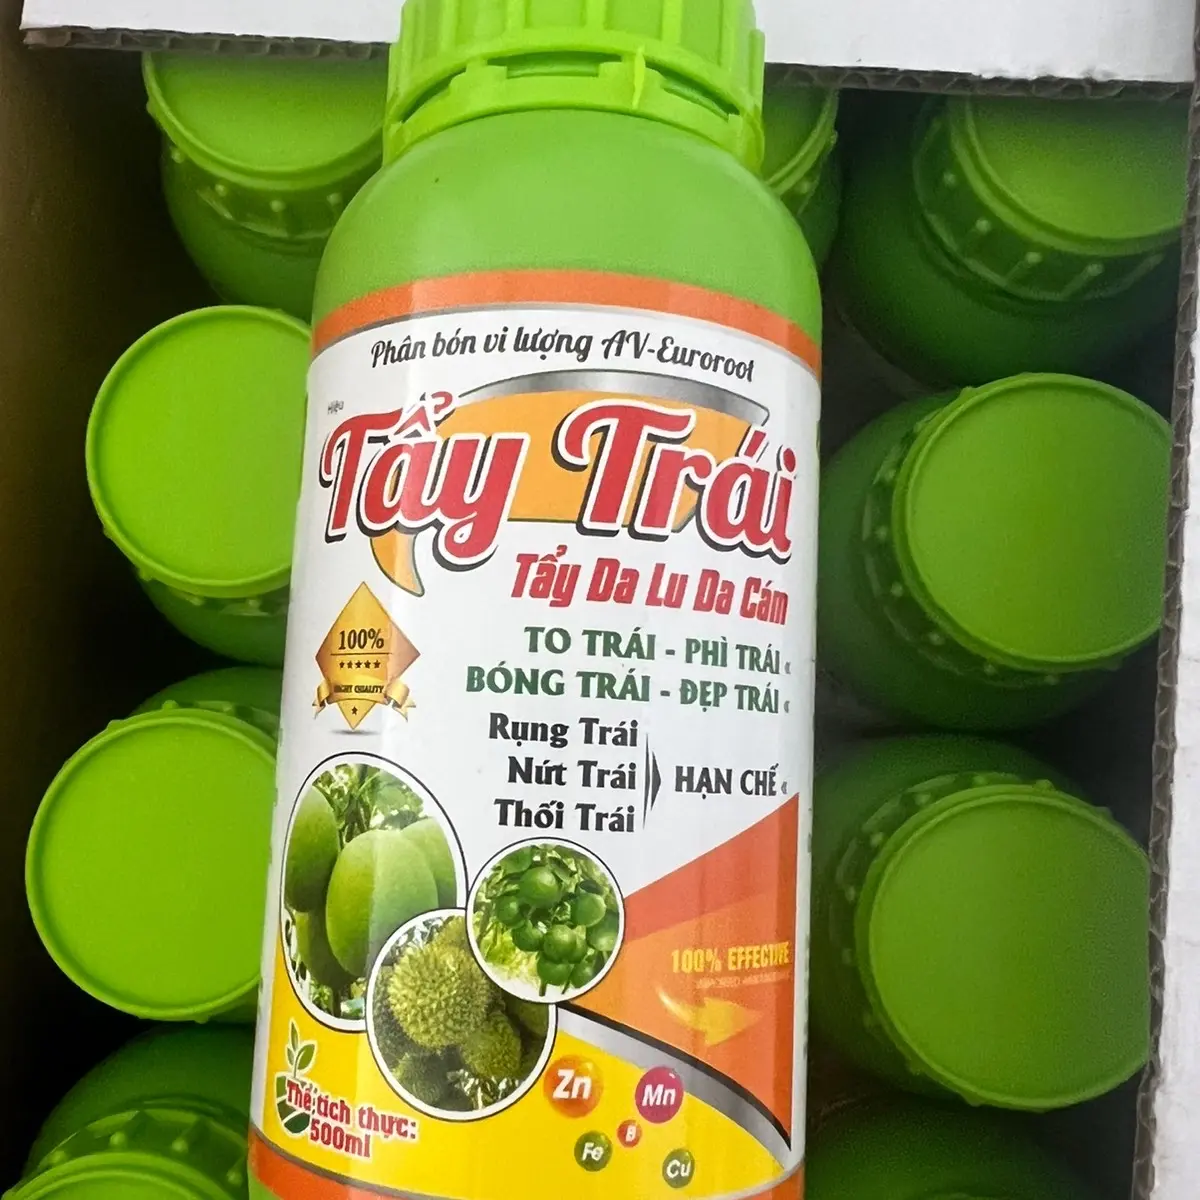 Phân bón vi lượng AV-Euroroot
Hiệu
Tẩy Trái
Tẩy Da Lu Da Cám
TO TRÁI - PHÌ TRÁI «
BÓNG TRÁI - ĐẸP TRÁI «
Rụng Trái
Nứt Trái
Thối Trái
HẠN CHẾ «
100%
QUALITY
100% EFFECTIVE
Zn
Mn
B
Fe
Cu
Thể tích thực:
500ml